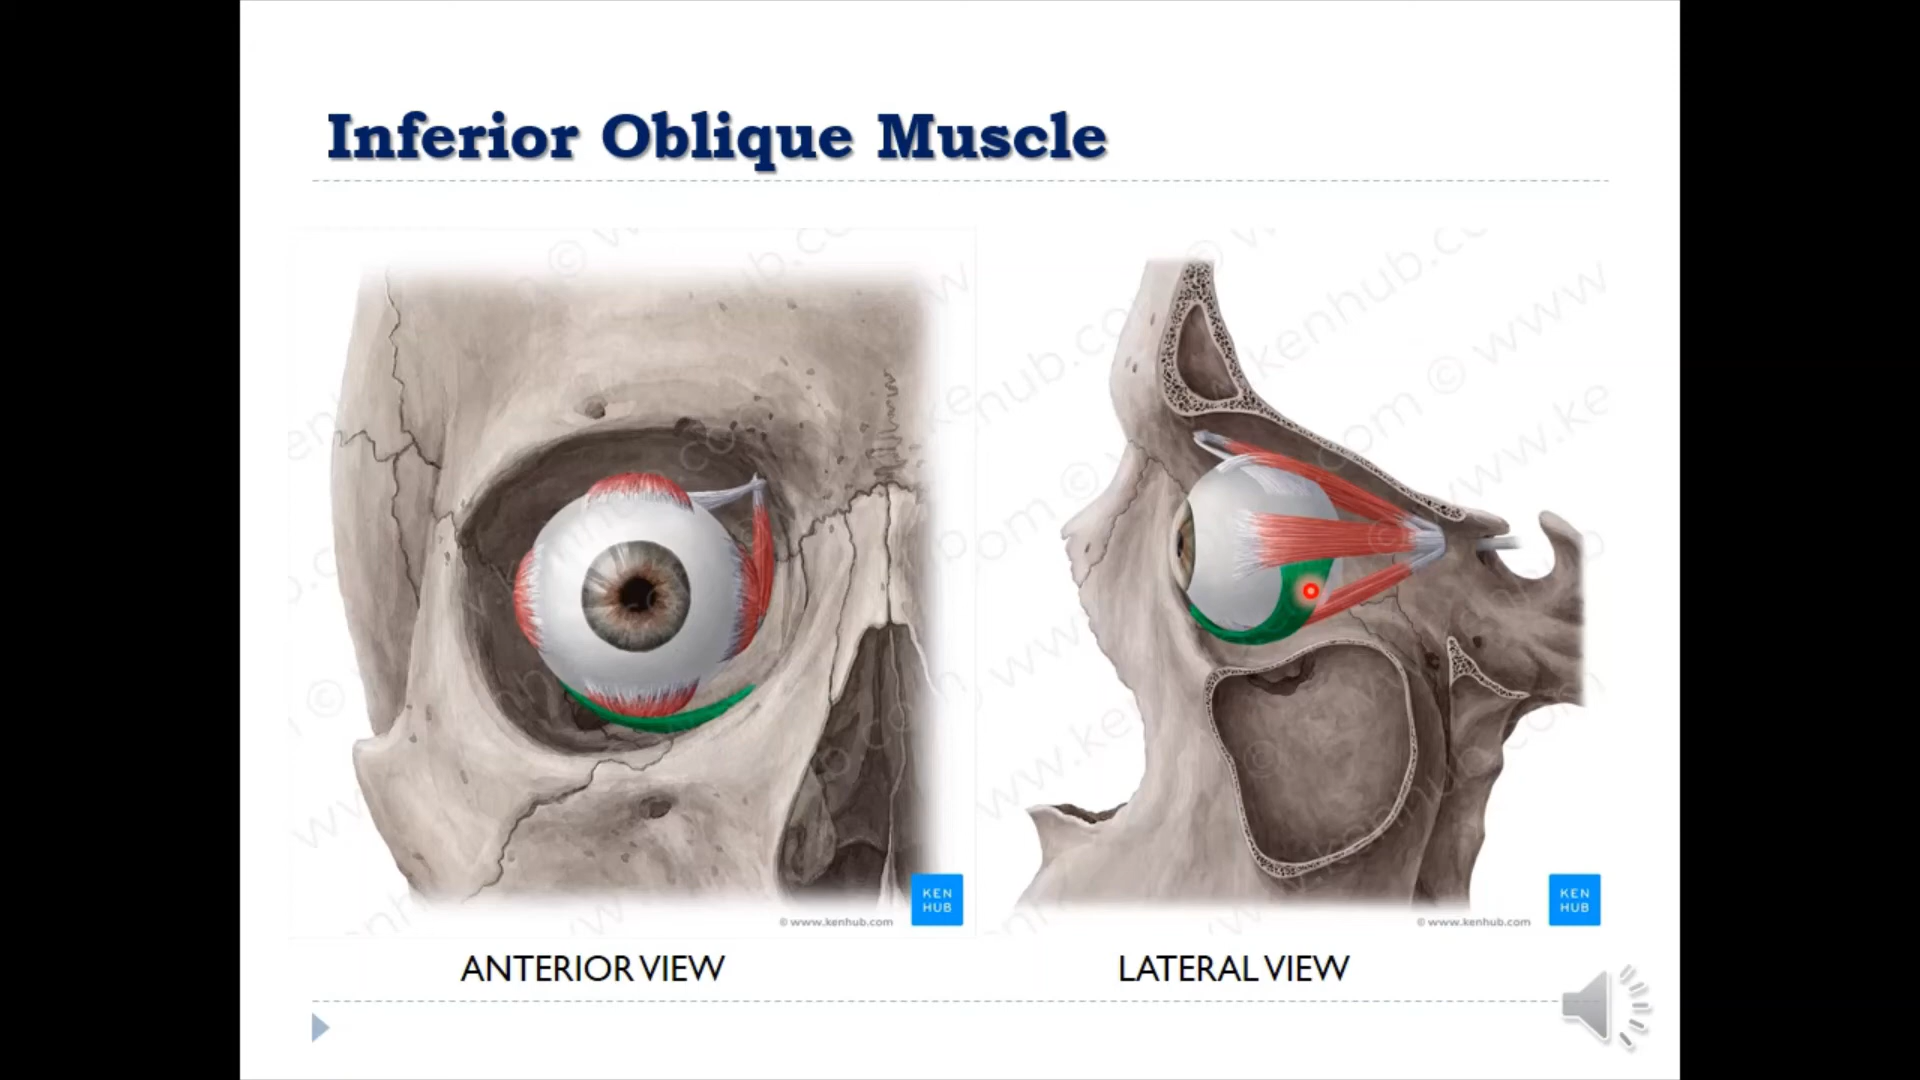 Inferior Oblique Muscle
KEN
HUB
© www.kenhub.com
ANTERIOR VIEW
KEN
HUB
© www.kenhub.com
LATERAL VIEW